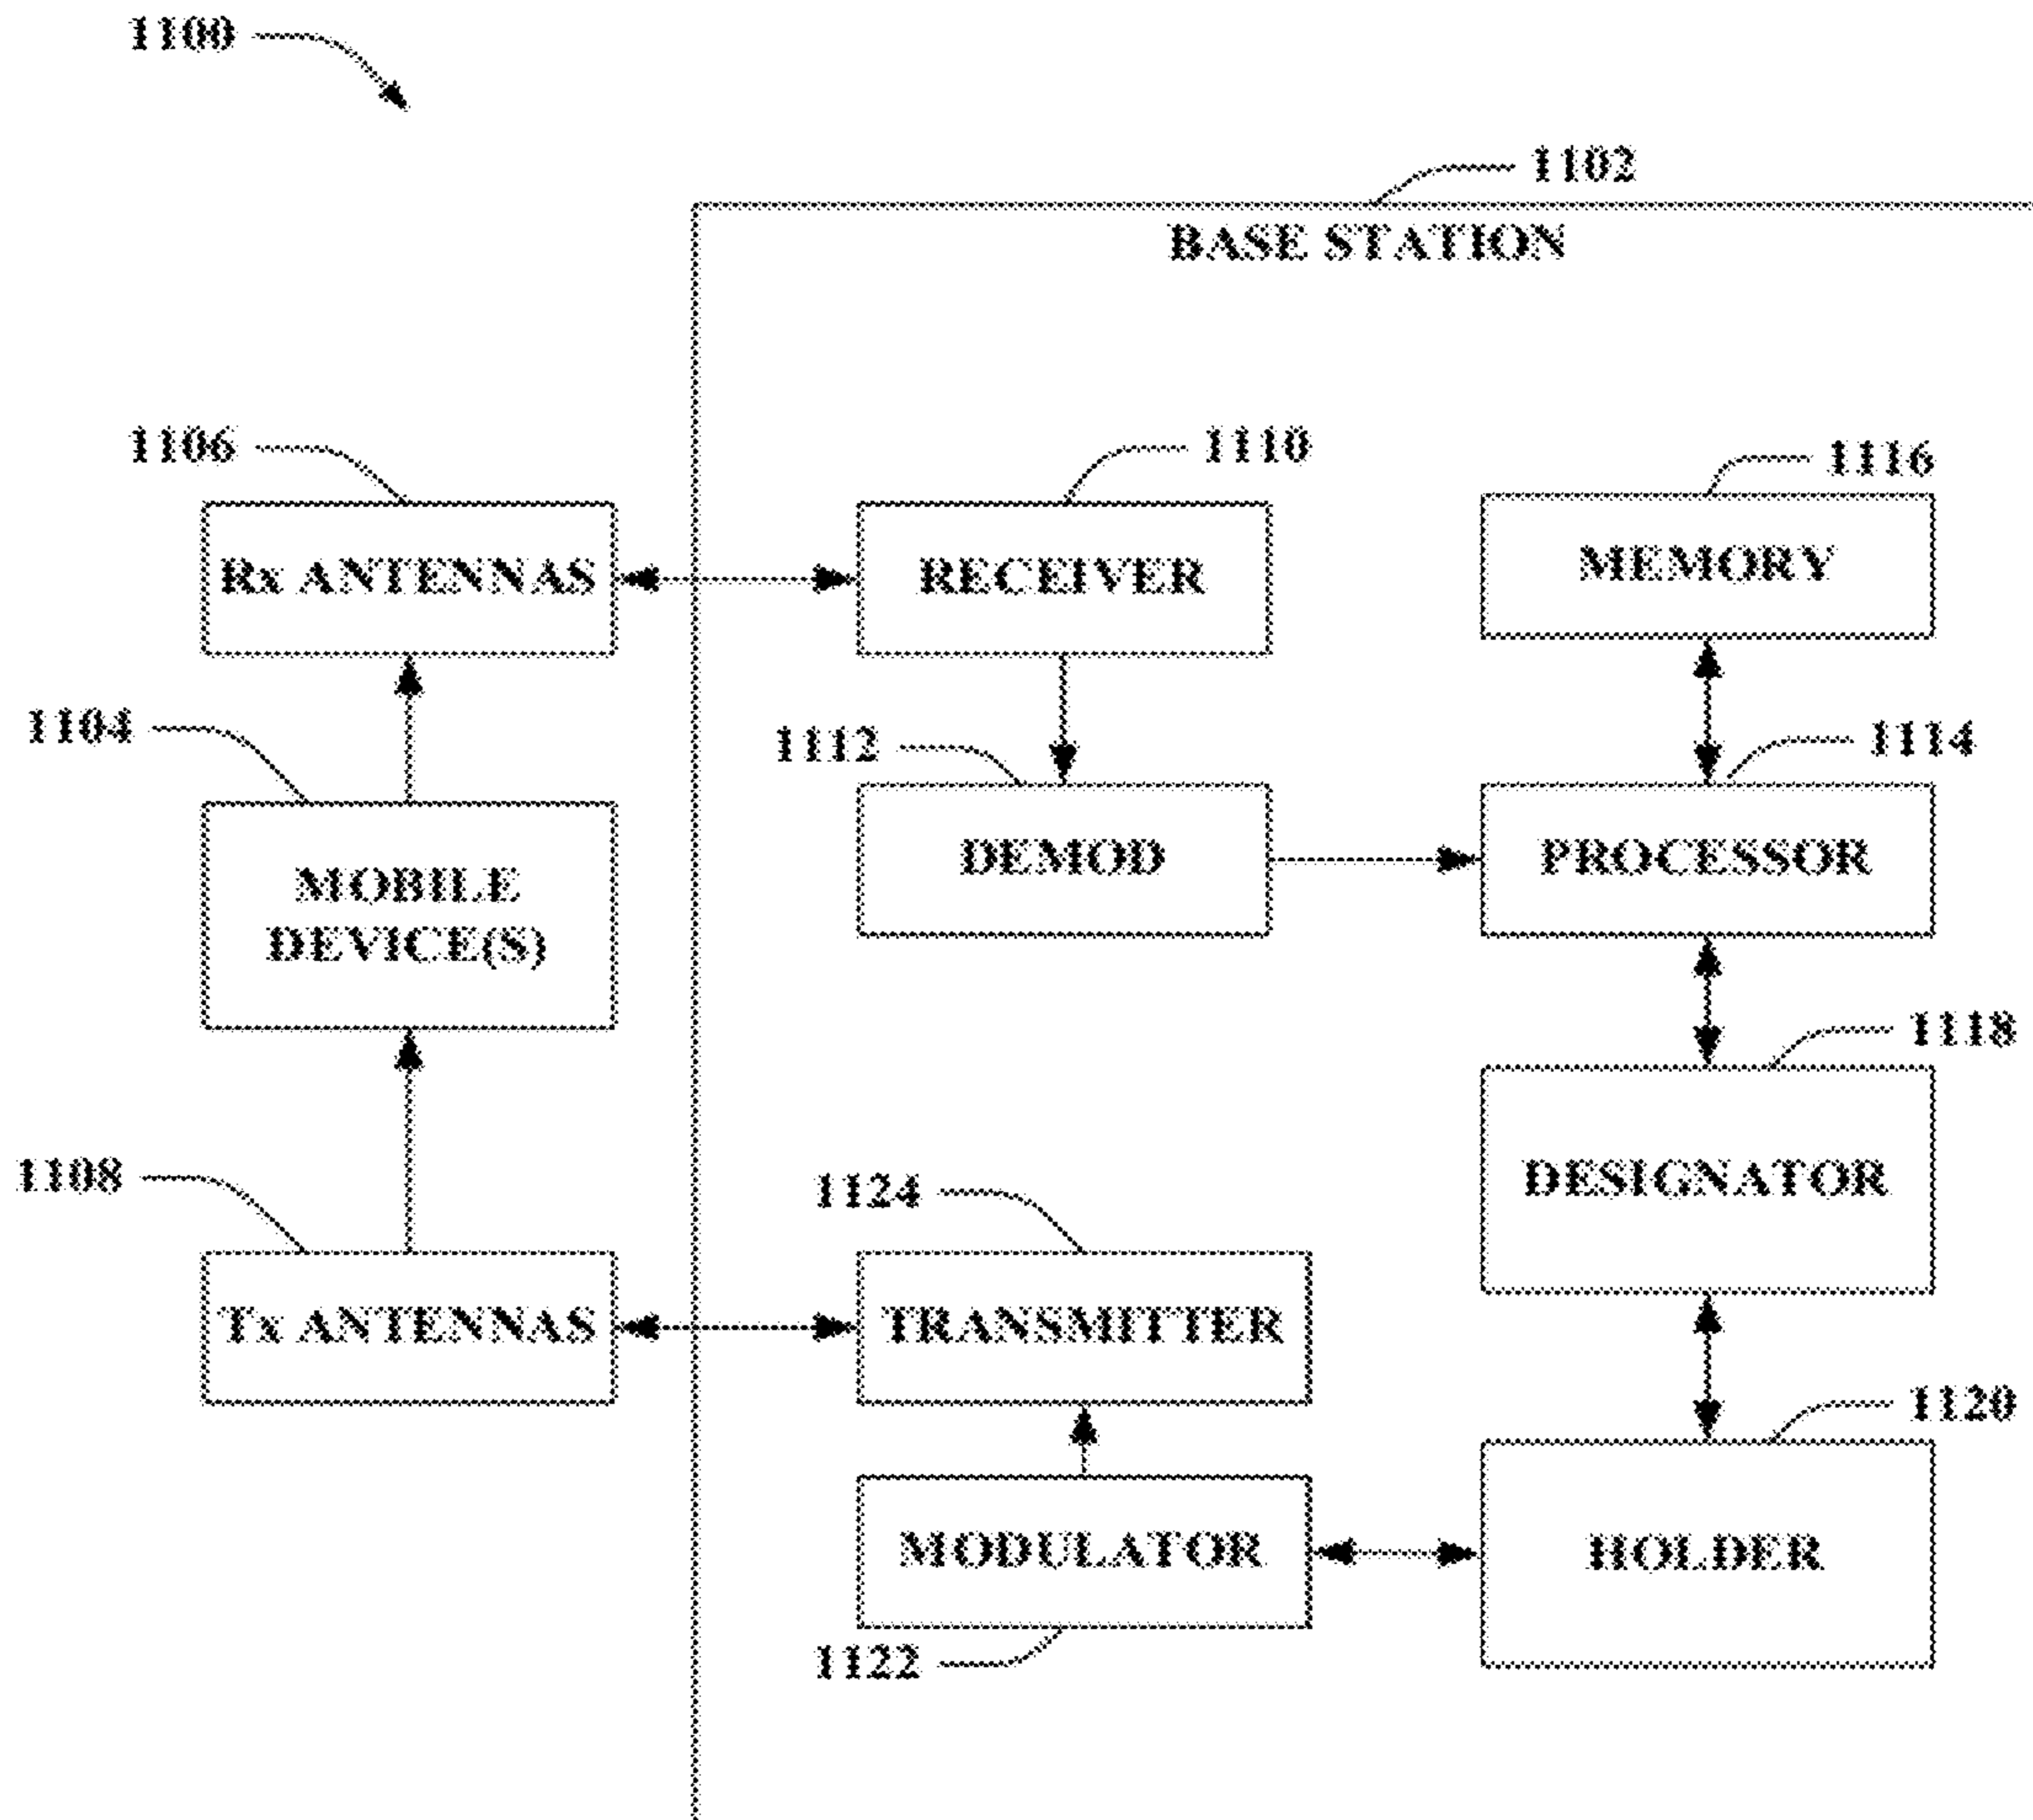 1100
1102
BASE STATION
1106
1110
1116
Rx ANTENNAS
RECEIVER
MEMORY
1104
1112
1114
MOBILE
DEVICE(S)
DEMOD
PROCESSOR
1118
1108
1124
DESIGNATOR
Tx ANTENNAS
TRANSMITTER
1120
MODULATOR
HOLDER
1122